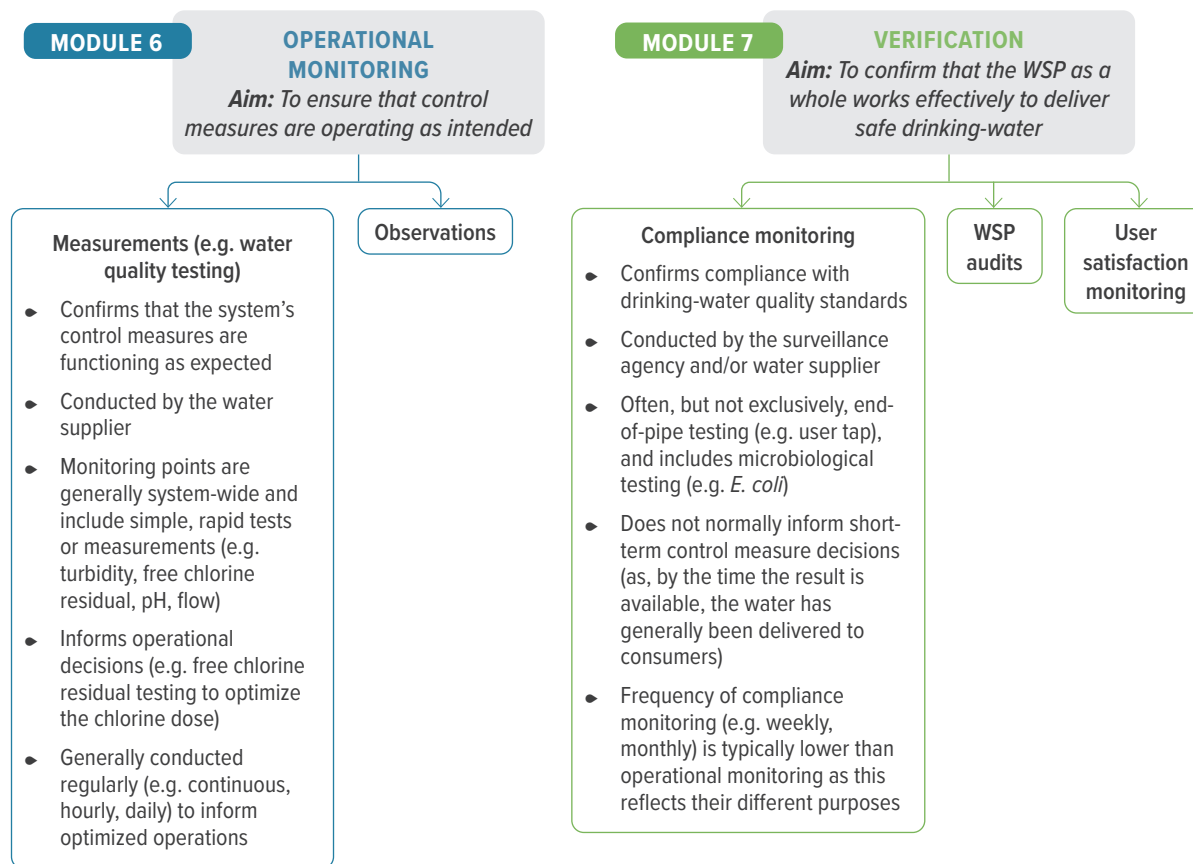 MODULE 6
OPERATIONAL
MONITORING
Aim: To ensure that control
measures are operating as intended
Measurements (e.g. water
quality testing)
Confirms that the system’s
control measures are
functioning as expected
Conducted by the water
supplier
Monitoring points are
generally system-wide and
include simple, rapid tests
or measurements (e.g.
turbidity, free chlorine
residual, pH, flow)
Informs operational
decisions (e.g. free chlorine
residual testing to optimize
the chlorine dose)
Generally conducted
regularly (e.g. continuous,
hourly, daily) to inform
optimized operations
Observations
MODULE 7
VERIFICATION
Aim: To confirm that the WSP as a
whole works effectively to deliver
safe drinking-water
Compliance monitoring
Confirms compliance with
drinking-water quality standards
Conducted by the surveillance
agency and/or water supplier
Often, but not exclusively, end-
of-pipe testing (e.g. user tap),
and includes microbiological
testing (e.g. E. coli)
Does not normally inform short-
term control measure decisions
(as, by the time the result is
available, the water has
generally been delivered to
consumers)
Frequency of compliance
monitoring (e.g. weekly,
monthly) is typically lower than
operational monitoring as this
reflects their different purposes
WSP
audits
User
satisfaction
monitoring